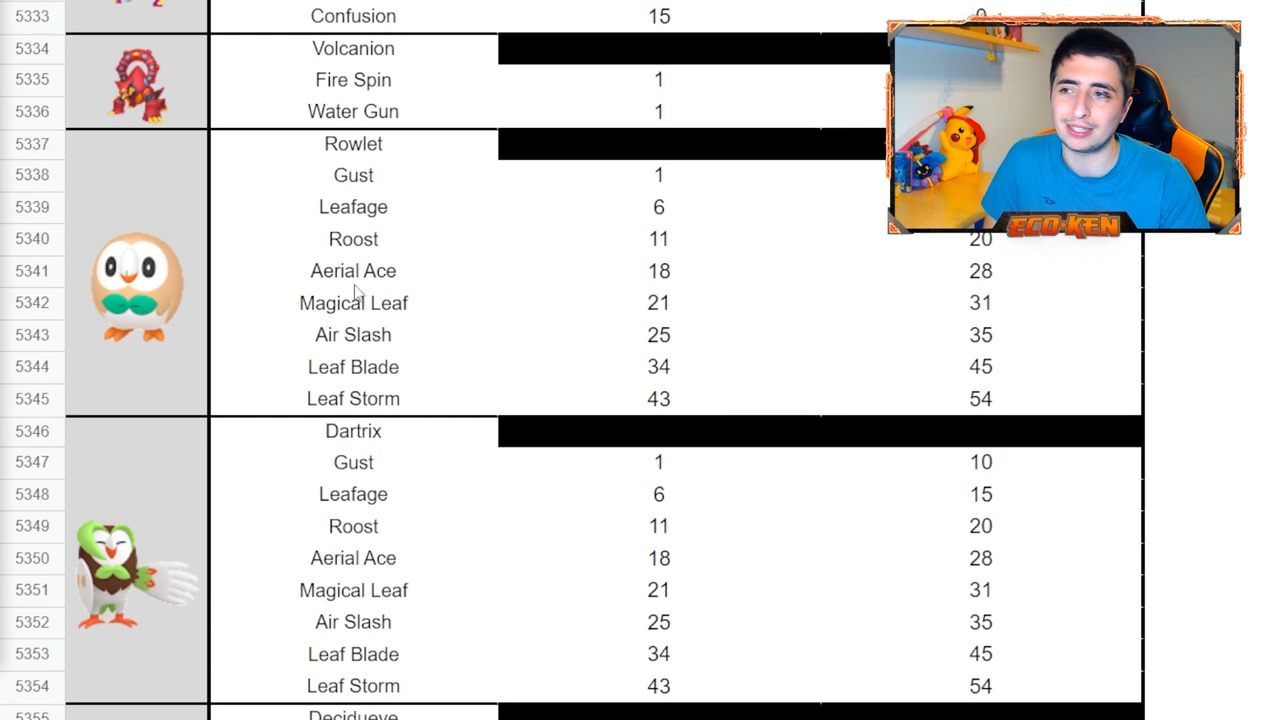 5333 Confusion 15 0
5334 Volcanion
5335 Fire Spin 1
5336 Water Gun 1
5337 Rowlet
5338 Gust 1
5339 Leafage 6
5340 Roost 11 20
5341 Aerial Ace 18 28
5342 Magical Leaf 21 31
5343 Air Slash 25 35
5344 Leaf Blade 34 45
5345 Leaf Storm 43 54
5346 Dartrix
5347 Gust 1 10
5348 Leafage 6 15
5349 Roost 11 20
5350 Aerial Ace 18 28
5351 Magical Leaf 21 31
5352 Air Slash 25 35
5353 Leaf Blade 34 45
5354 Leaf Storm 43 54
5355 Decidueye
ECO-KEN